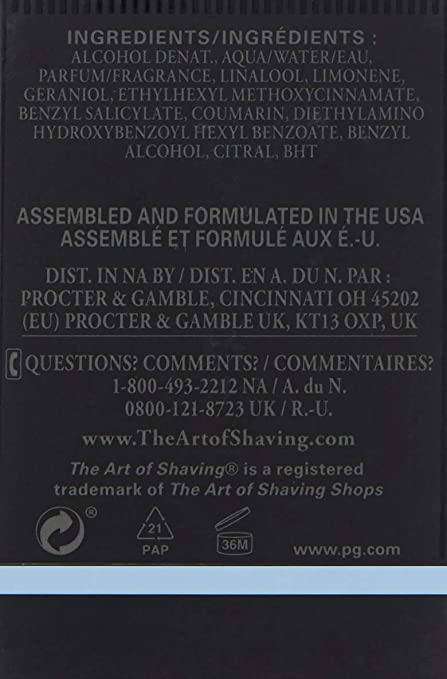 INGREDIENTS/INGRÉDIENTS :
ALCOHOL DENAT., AQUA/WATER/EAU,
PARFUM/FRAGRANCE, LINALOOL, LIMONENE,
GERANIOL, ETHYLHEXYL METHOXYCINNAMATE,
BENZYL SALICYLATE, COUMARIN, DIETHYLAMINO
HYDROXYBENZOYL HEXYL BENZOATE, BENZYL
ALCOHOL, CITRAL, BHT
ASSEMBLED AND FORMULATED IN THE USA
ASSEMBLÉ ET FORMULÉ AUX É.-U.
DIST. IN NA BY / DIST. EN A. DU N. PAR :
PROCTER & GAMBLE, CINCINNATI OH 45202
(EU) PROCTER & GAMBLE UK, KT13 OXP, UK
QUESTIONS? COMMENTS? / COMMENTAIRES?
1-800-493-2212 NA / A. du N.
0800-121-8723 UK / R.-U.
www.TheArtofShaving.com
The Art of Shaving® is a registered
trademark of The Art of Shaving Shops
®
21
PAP
36M
www.pg.com